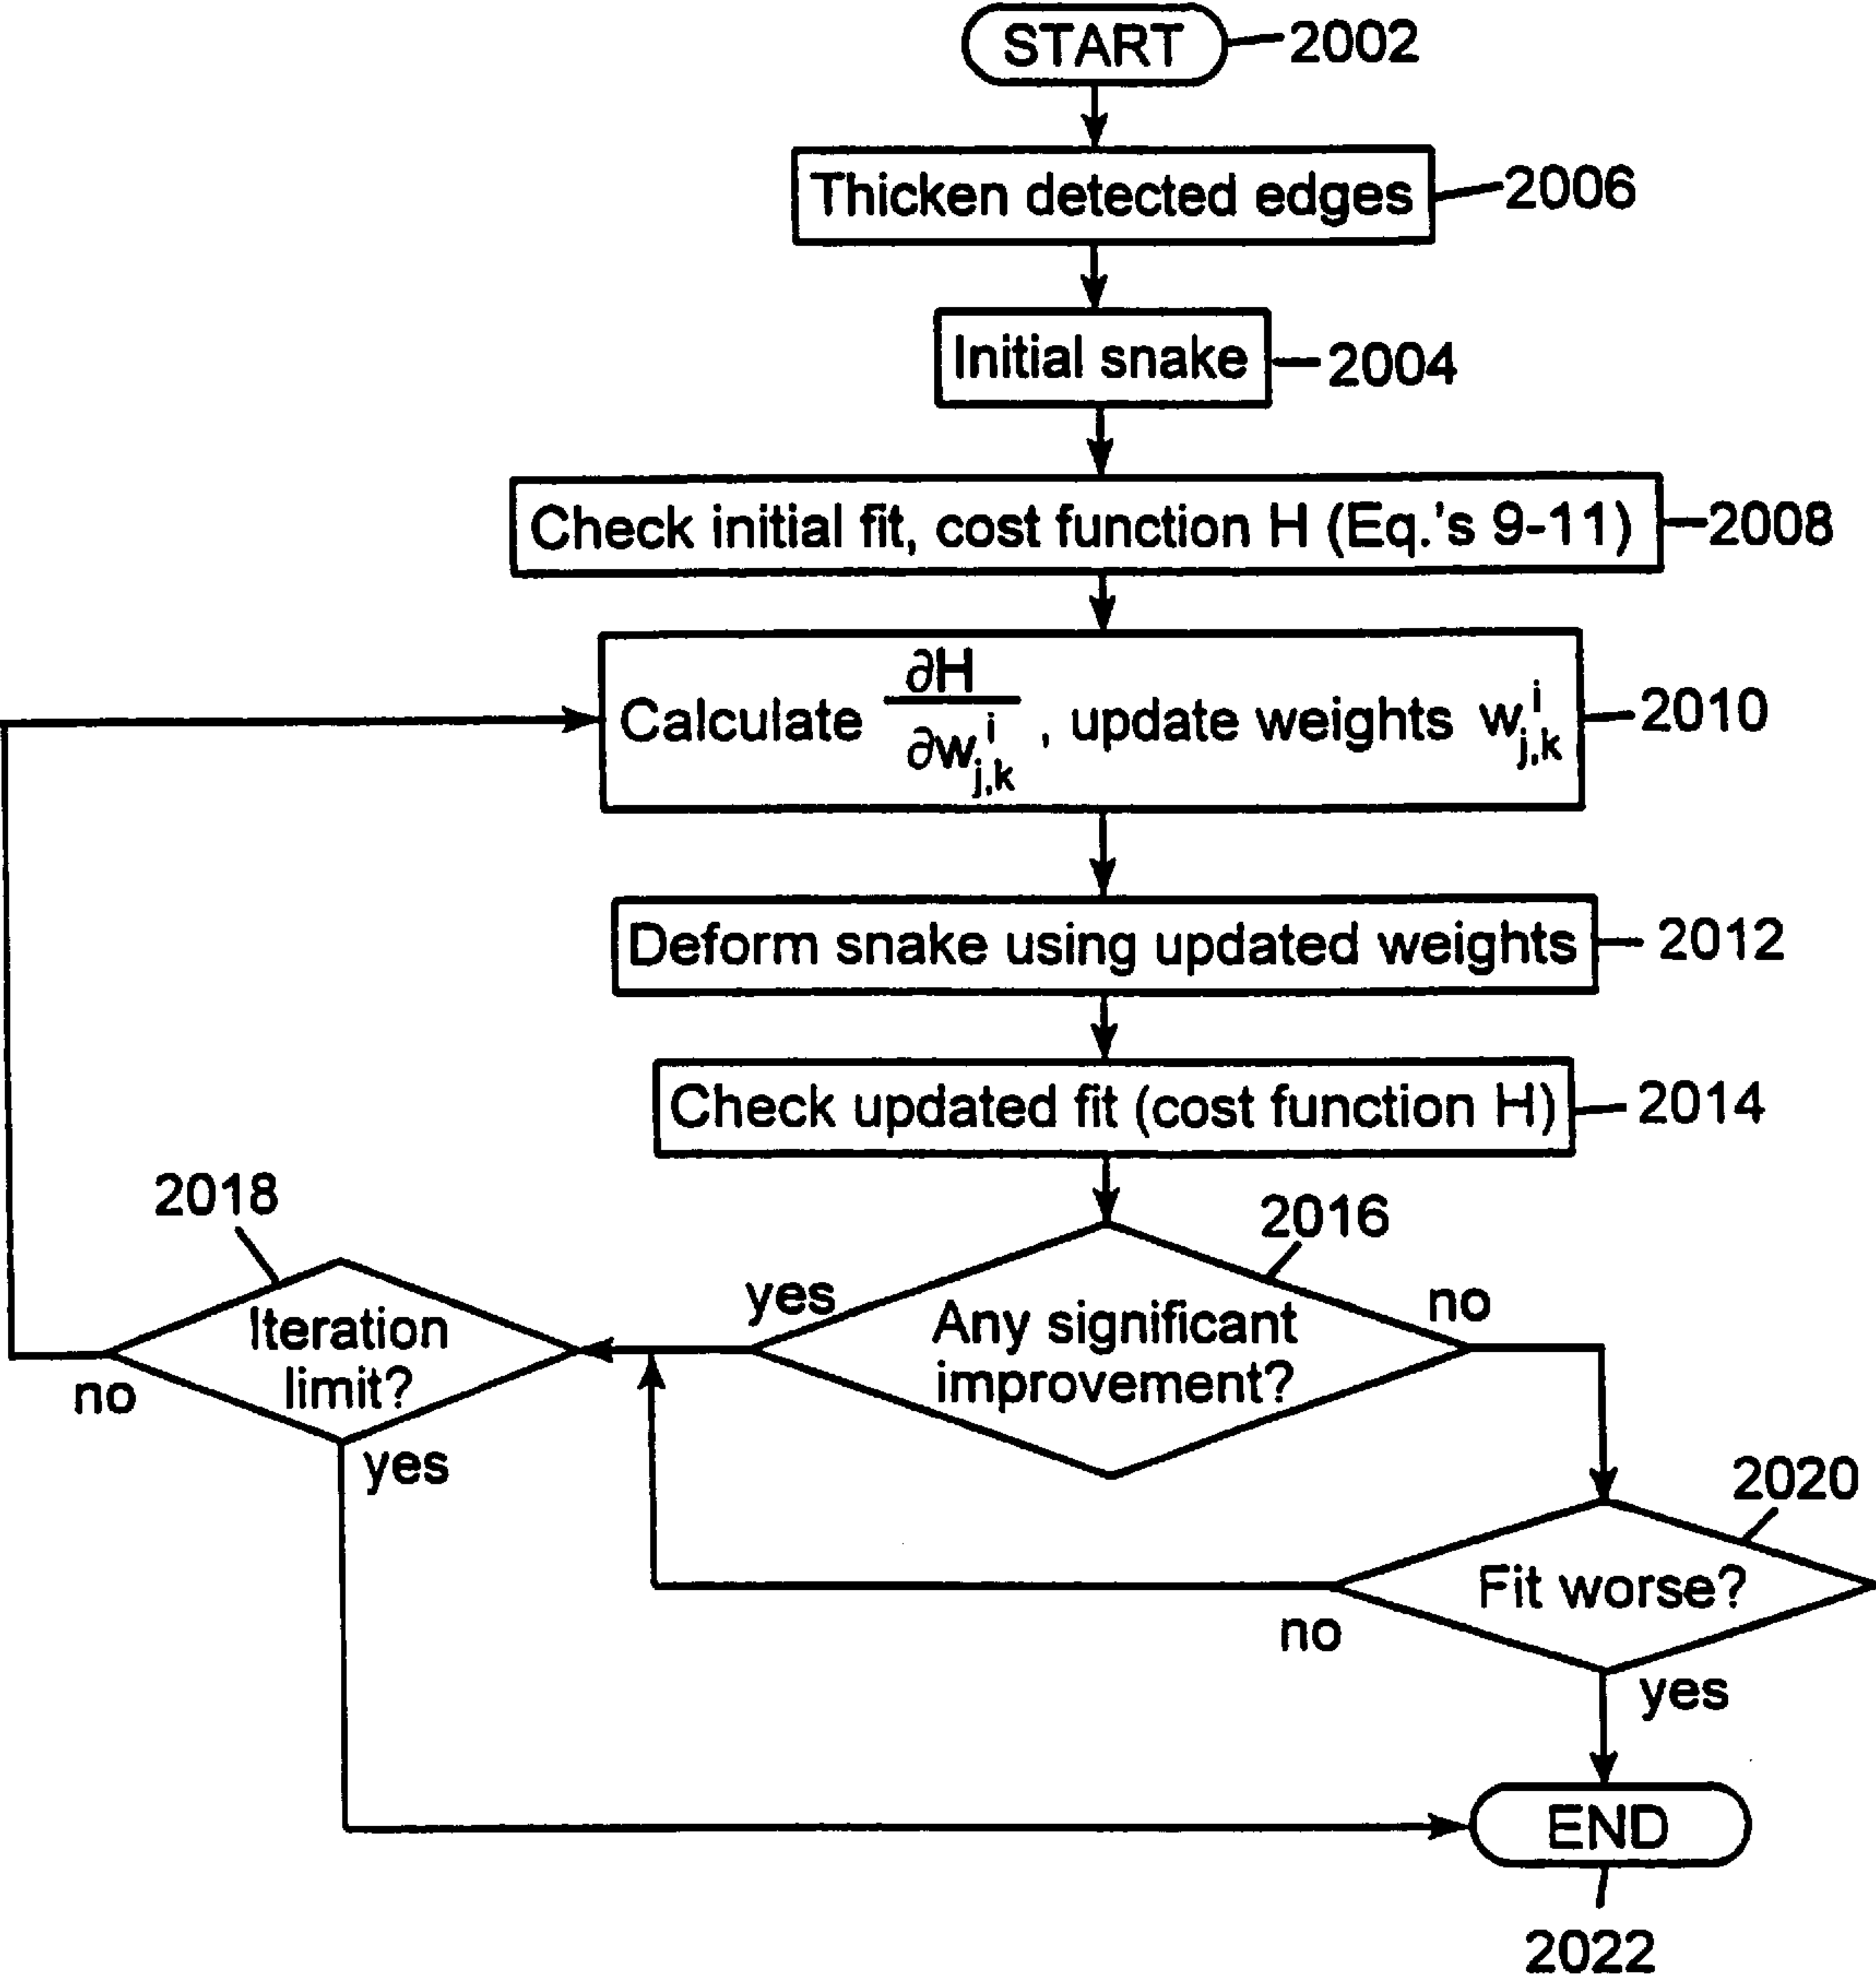 START
2002
Thicken detected edges
2006
Initial snake
2004
Check initial fit, cost function H (Eq.'s 9-11)
2008
Calculate ∂H/∂w^i_{j,k} , update weights w^i_{j,k}
2010
Deform snake using updated weights
2012
Check updated fit (cost function H)
2014
2018
2016
yes
no
Iteration
limit?
Any significant
improvement?
no
yes
2020
Fit worse?
no
yes
END
2022